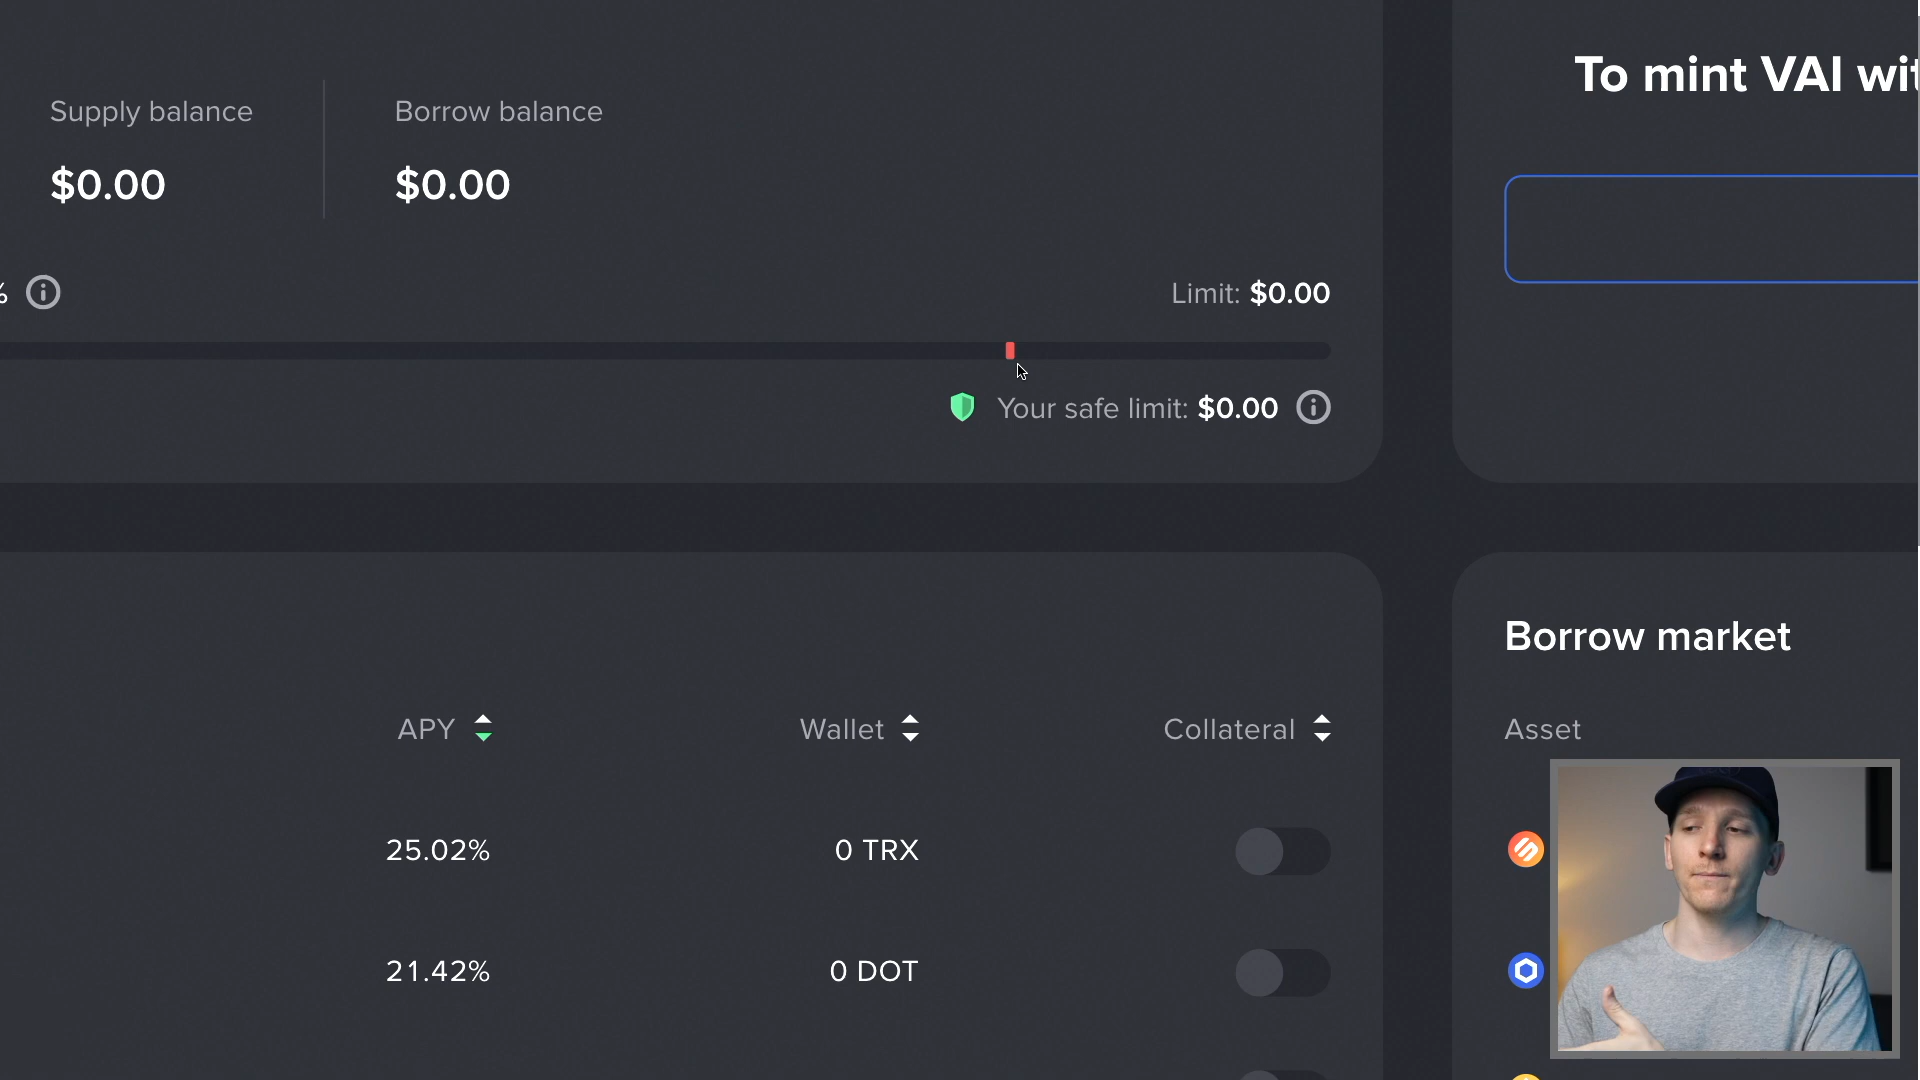 To mint VAI wit
Supply balance
Borrow balance
$0.00
$0.00
%
Limit: $0.00
Your safe limit: $0.00
Borrow market
APY
Wallet
Collateral
Asset
25.02%
0 TRX
21.42%
0 DOT